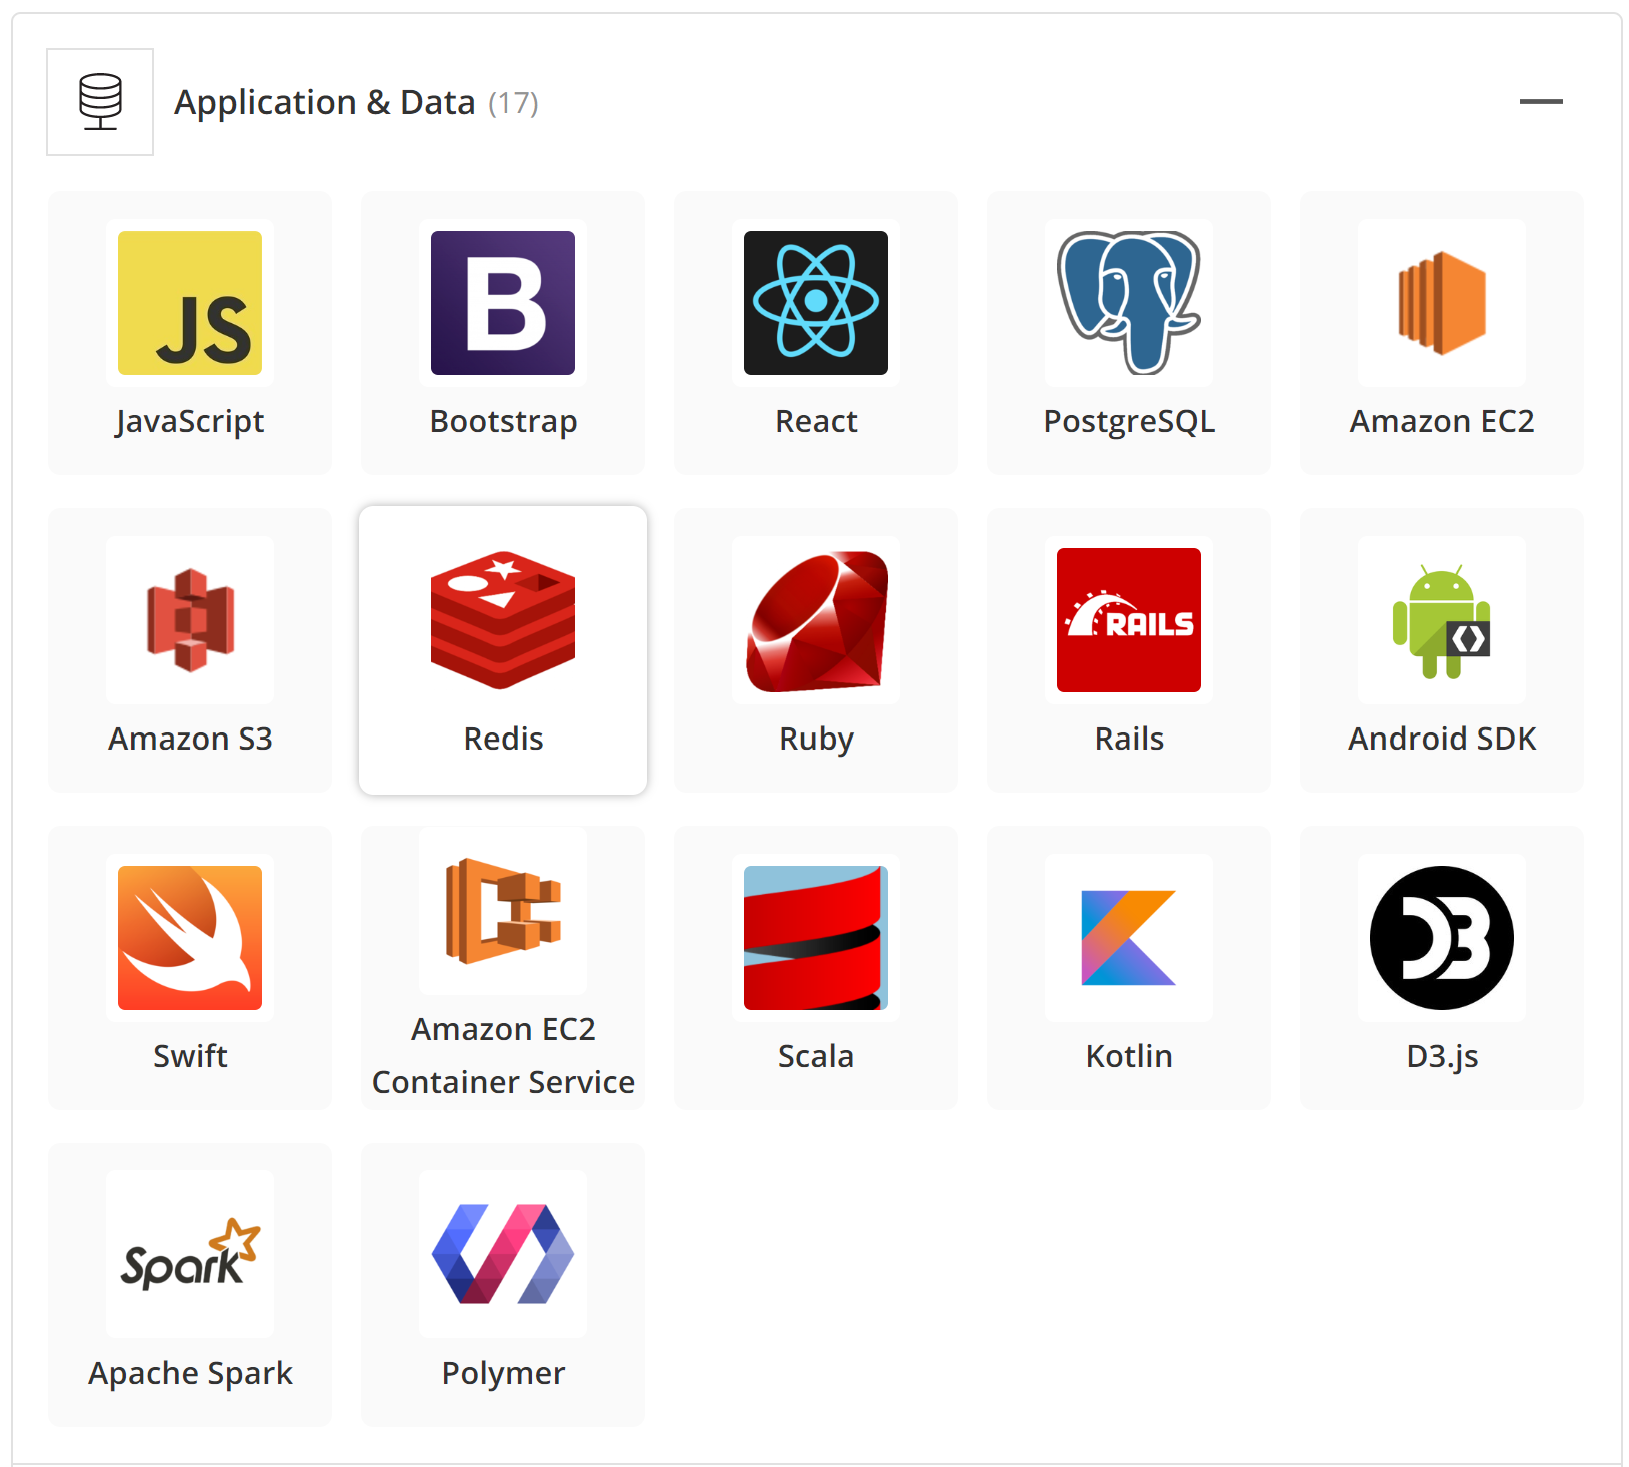 Application & Data (17)
JS
B
JavaScript
Bootstrap
React
PostgreSQL
Amazon EC2
RAILS
Amazon S3
Redis
Ruby
Rails
Android SDK
D3
Swift
Amazon EC2
Container Service
Scala
Kotlin
D3.js
Spark
Apache Spark
Polymer